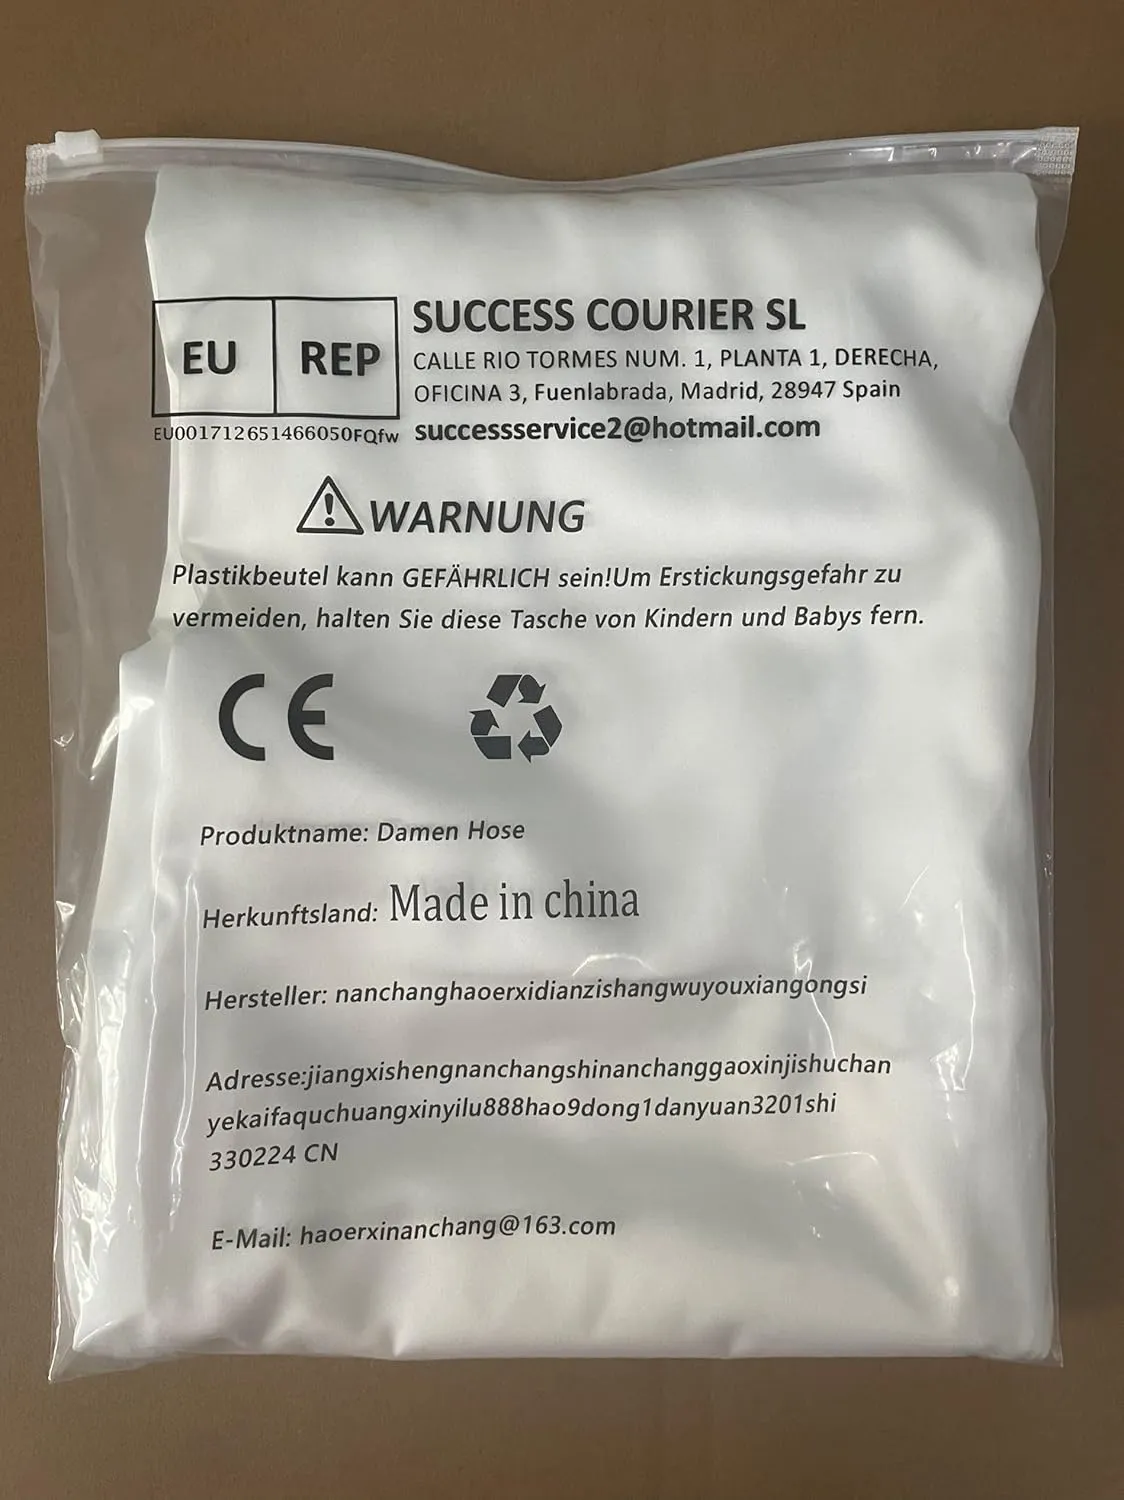 EU REP
SUCCESS COURIER SL
CALLE RIO TORMES NUM. 1, PLANTA 1, DERECHA,
OFICINA 3, Fuenlabrada, Madrid, 28947 Spain
EU001712651466050FQfw
successservice2@hotmail.com
WARNUNG
Plastikbeutel kann GEFÄHRLICH sein!Um Erstickungsgefahr zu
vermeiden, halten Sie diese Tasche von Kindern und Babys fern.
CE
Produktname: Damen Hose
Herkunftsland: Made in china
Hersteller: nanchanghaoerxidianzishangwuyouxiangongsi
Adresse:jiangxishengnanchangshinanchanggaoxinjishuchan
yekaifaquchuangxinyilu888hao9dong1danyuan3201shi
330224 CN
E-Mail: haoerxinanchang@163.com